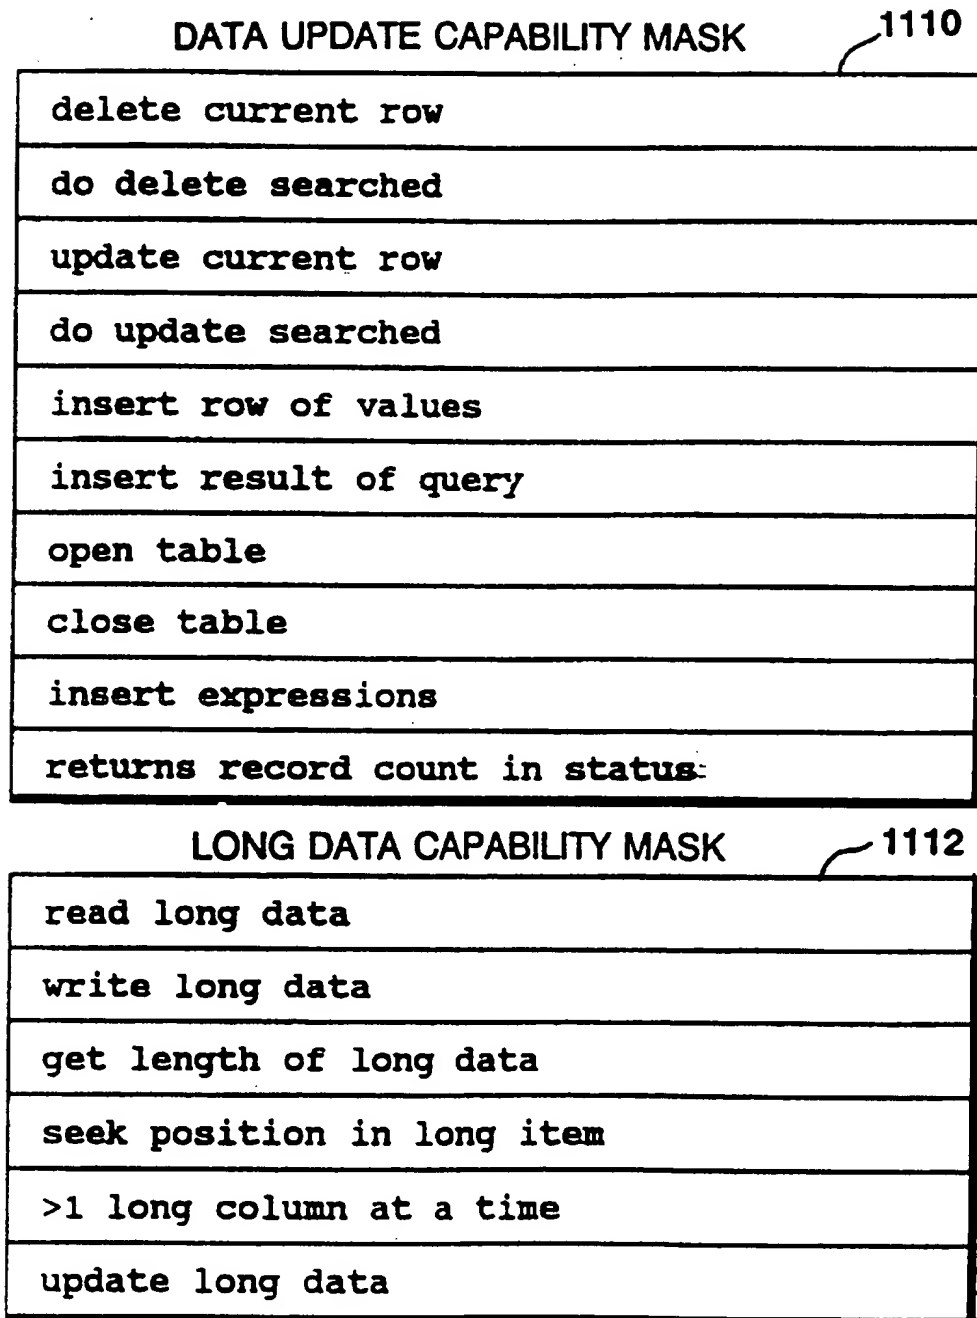 DATA UPDATE CAPABILITY MASK 1110
delete current row
do delete searched
update current row
do update searched
insert row of values
insert result of query
open table
close table
insert expressions
returns record count in status
LONG DATA CAPABILITY MASK 1112
read long data
write long data
get length of long data
seek position in long item
>1 long column at a time
update long data